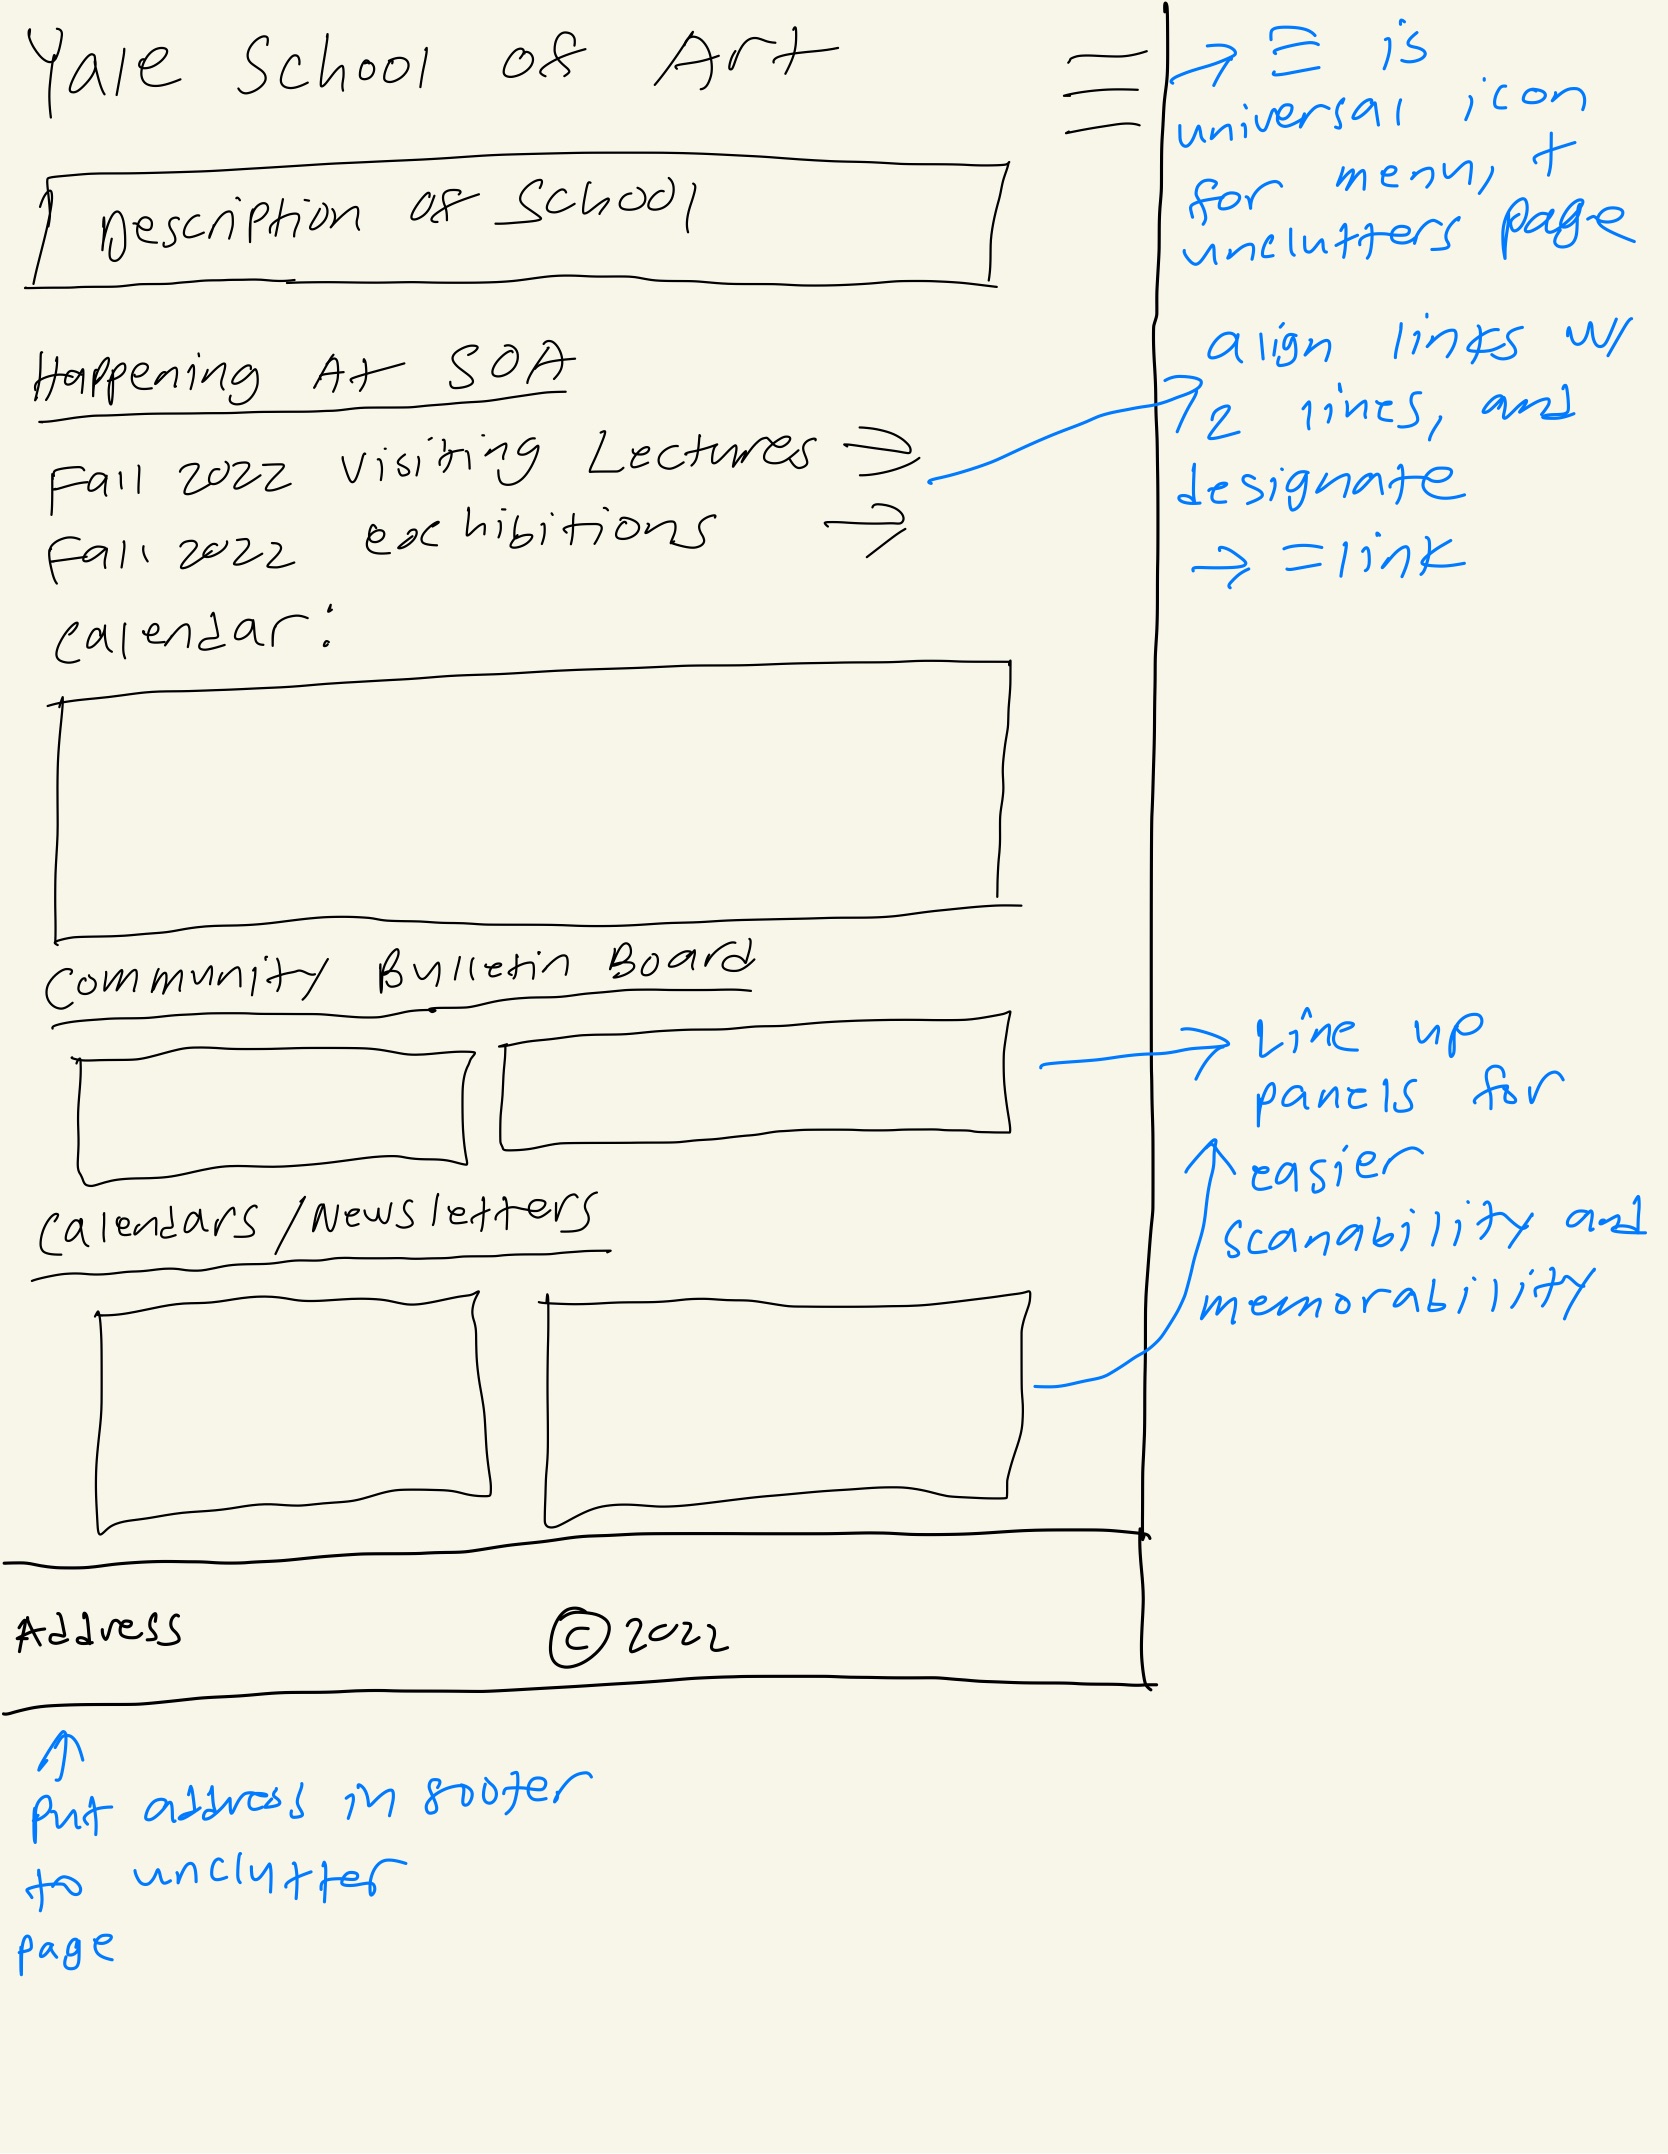 Yale School of Art
→ ☰ is
universal icon
for menu, +
unclutters page
Description of School
Happening At SOA
align links w/
2 lines, and
designate
→ = link
Fall 2022 visiting Lectures →
Fall 2022 exhibitions →
calendar:
Community Bulletin Board
Line up
panels for
easier
scanability and
memorability
Calendars/Newsletters
Address © 2022
Put address in footer
to unclutter
page